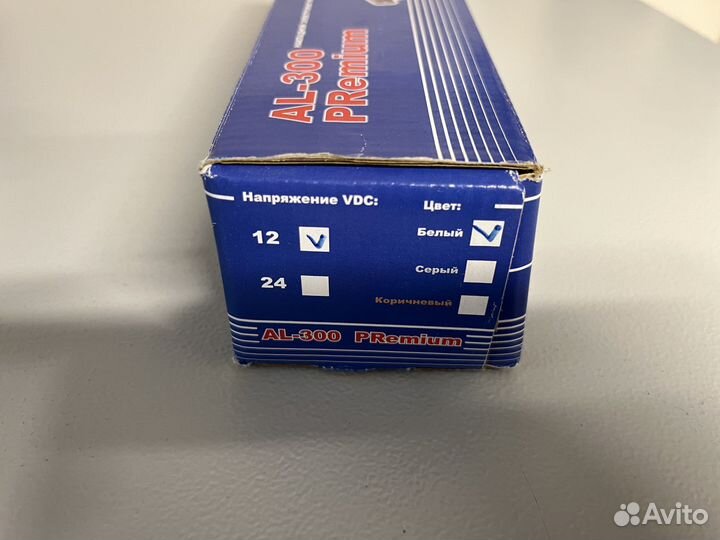 AL-300
PRemium
Напряжение VDC:
Цвет:
12
Белый
24
Серый
Коричневый
AL-300 PRemium
Avito